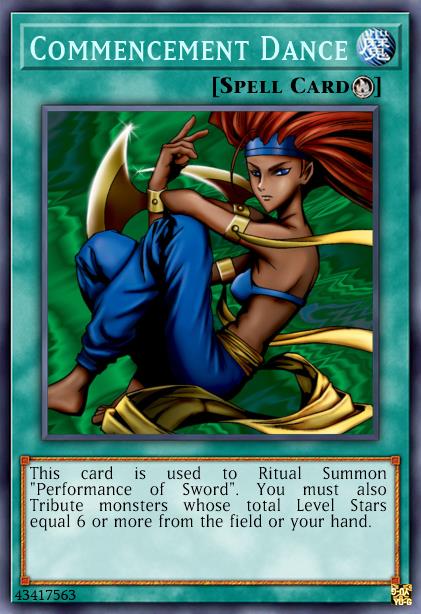 COMMENCEMENT DANCE 魔
[SPELL CARD]
This card is used to Ritual Summon
"Performance of Sword". You must also
Tribute monsters whose total Level Stars
equal 6 or more from the field or your hand.
43417563